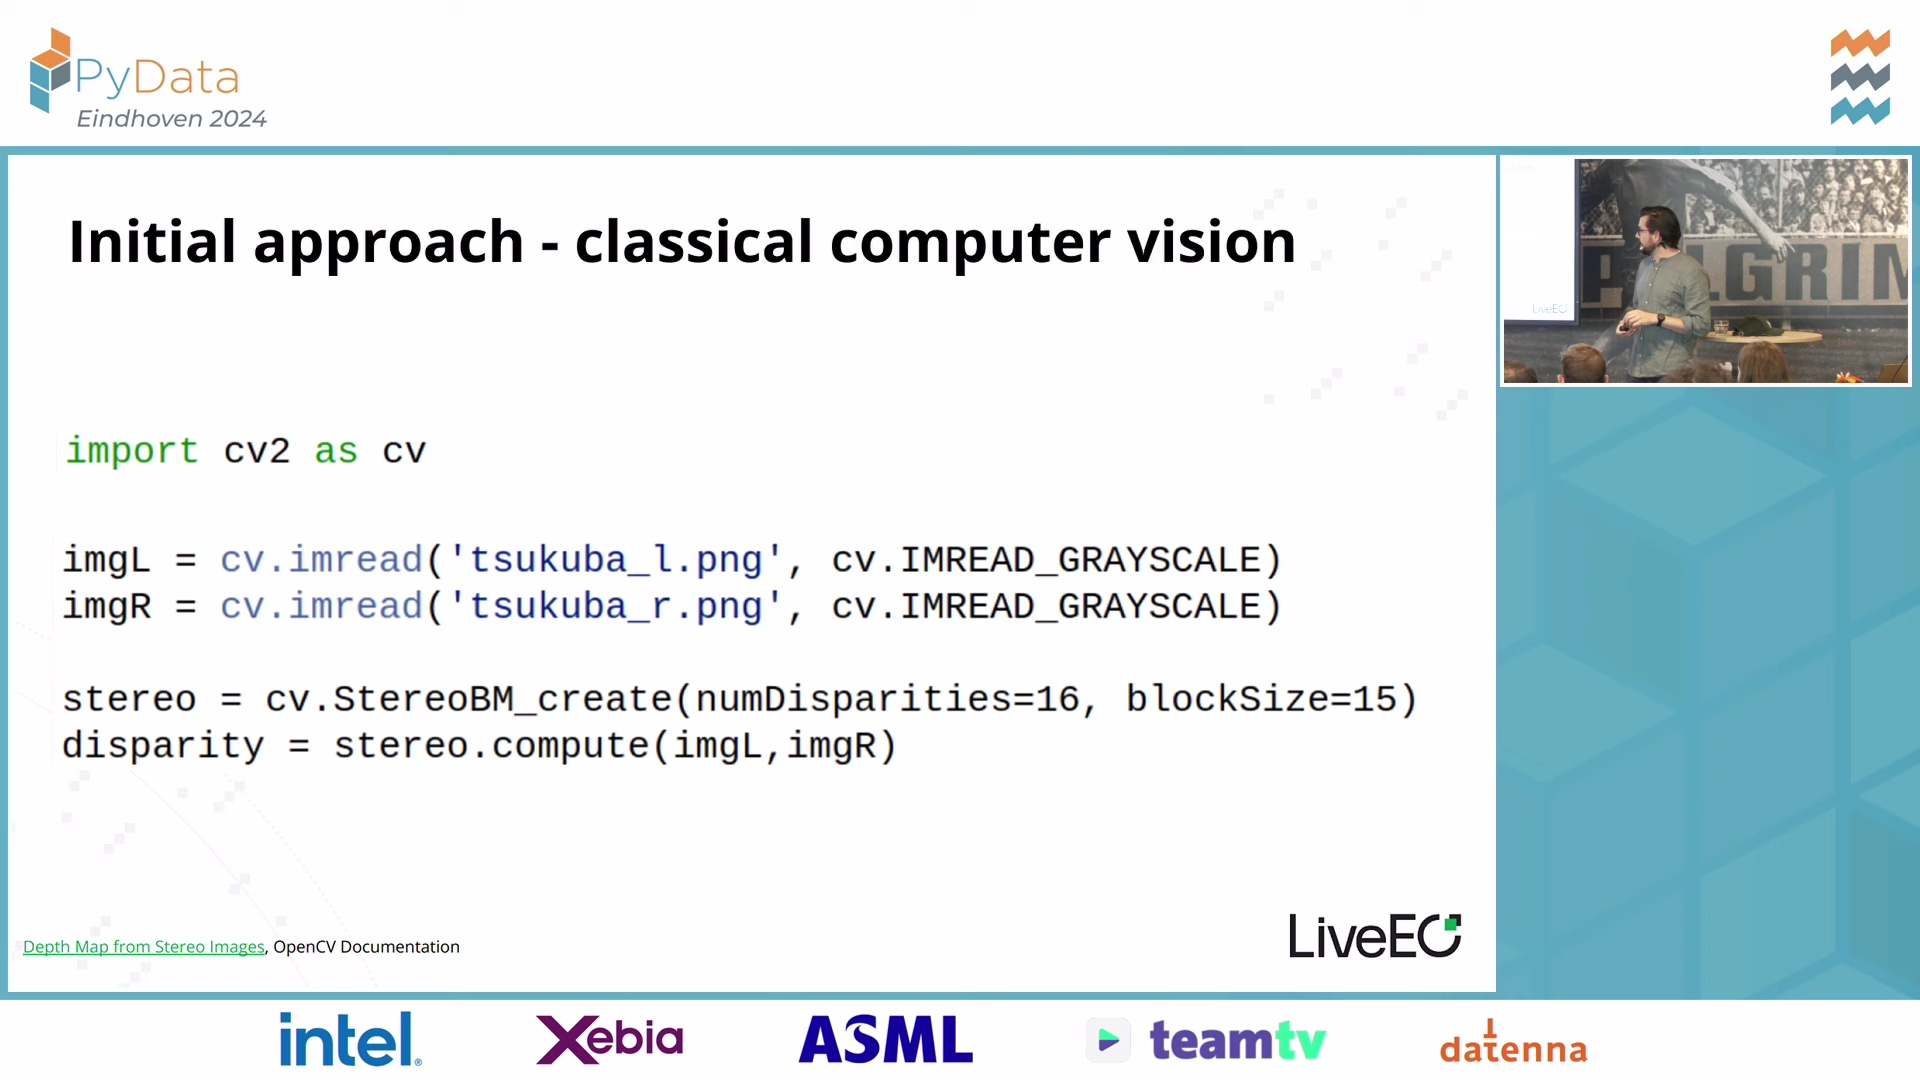 PyData
Eindhoven 2024
Initial approach - classical computer vision
import cv2 as cv
imgL = cv.imread('tsukuba_l.png', cv.IMREAD_GRAYSCALE)
imgR = cv.imread('tsukuba_r.png', cv.IMREAD_GRAYSCALE)
stereo = cv.StereoBM_create(numDisparities=16, blockSize=15)
disparity = stereo.compute(imgL,imgR)
Depth Map from Stereo Images, OpenCV Documentation
LiveEO
LiveEO
intel.
Xebia
ASML
teamtv
datenna